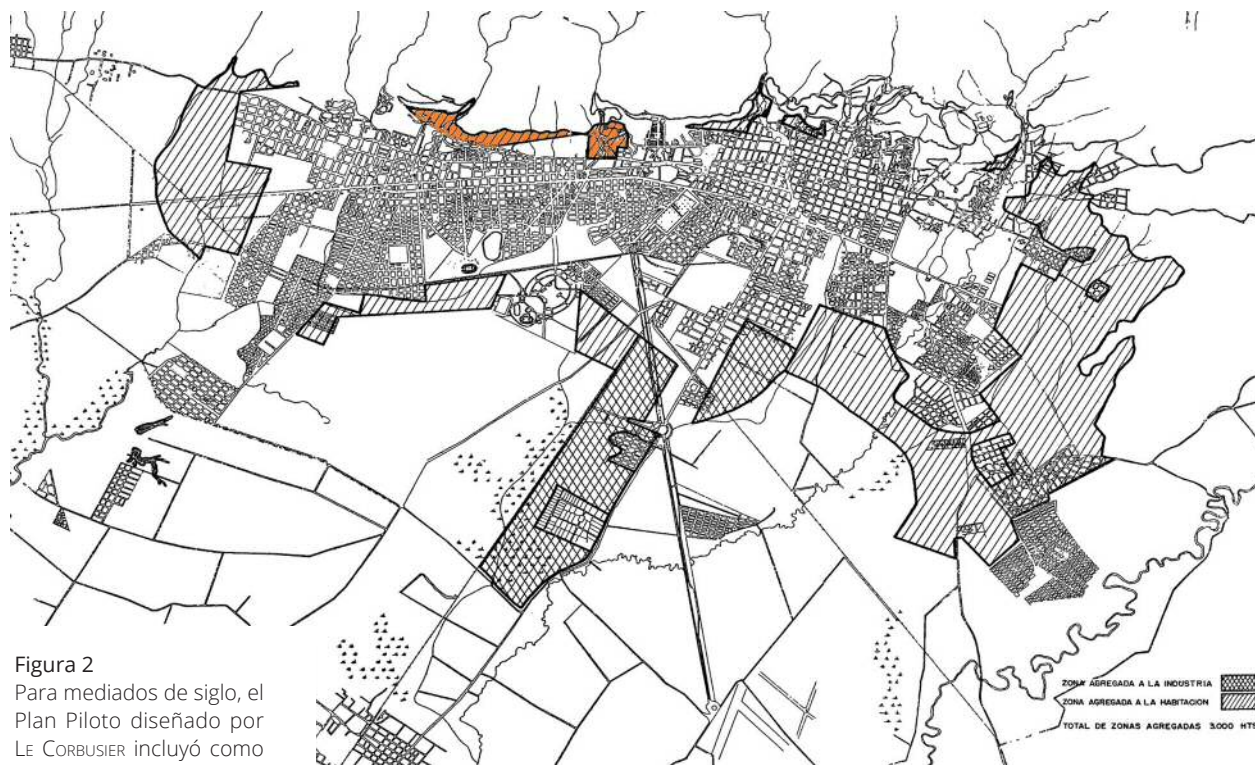 Figura 2
Para mediados de siglo, el
Plan Piloto diseñado por
LE CORBUSIER incluyó como
ZONA AGREGADA A LA INDUSTRIA
ZONA AGREGADA A LA HABITACION
TOTAL DE ZONAS AGREGADAS 3.000 HTS